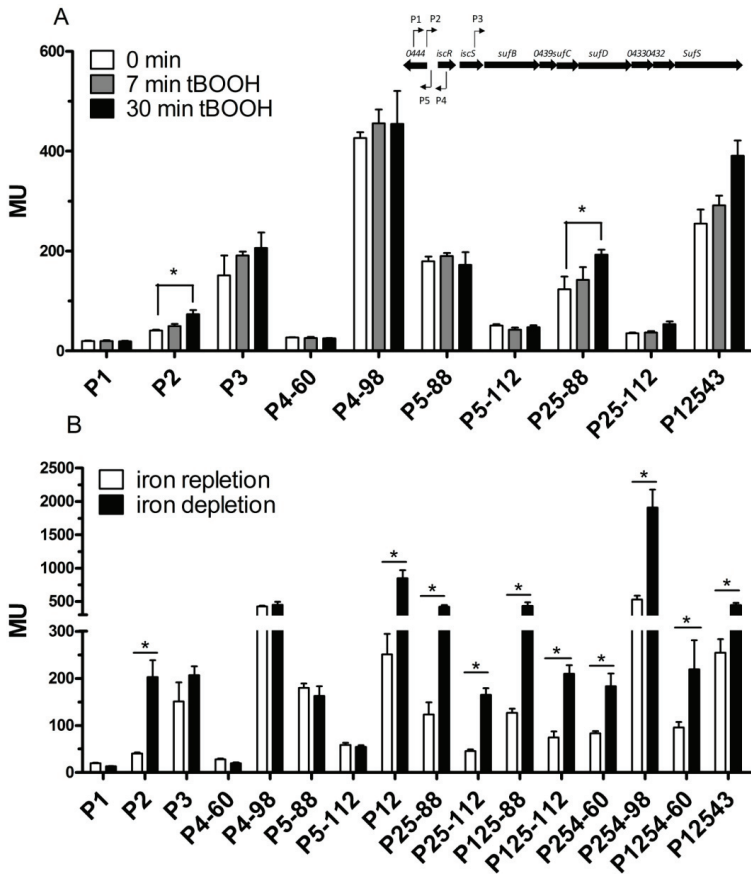 A
600
400
200
0
MU
0 min
7 min tBOOH
30 min tBOOH
P1 P2 P3
0444 iscR iscS sufB 0439 sufC sufD 0433 0432 SufS
P5 P4
*
*
P1 P2 P3 P4-60 P4-98 P5-88 P5-112 P25-88 P25-112 P12543
B
2500
2000
1500
1000
500
300
200
100
0
MU
iron repletion
iron depletion
* * * * * * * * * *
P1 P2 P3 P4-60 P4-98 P5-88 P5-112 P12 P25-88 P25-112 P125-88 P125-112 P254-60 P254-98 P1254-60 P12543